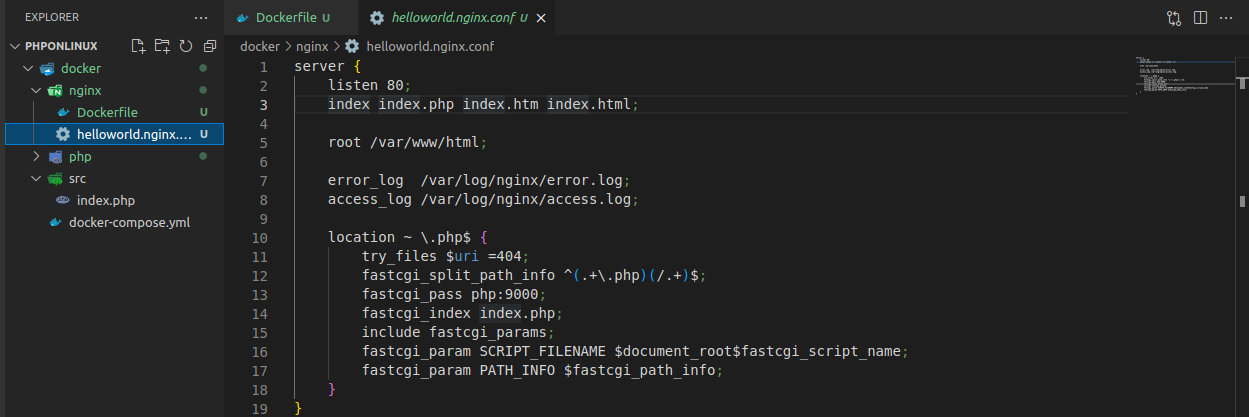 EXPLORER ...
Dockerfile U
helloworld.nginx.conf U
PHPONLINUX
docker > nginx > helloworld.nginx.conf
docker
nginx
Dockerfile U
helloworld.nginx.... U
php
src
index.php
docker-compose.yml
1 server {
2     listen 80;
3     index index.php index.htm index.html;
4
5     root /var/www/html;
6
7     error_log  /var/log/nginx/error.log;
8     access_log /var/log/nginx/access.log;
9
10     location ~ \.php$ {
11         try_files $uri =404;
12         fastcgi_split_path_info ^(.+\.php)(/.+)$;
13         fastcgi_pass php:9000;
14         fastcgi_index index.php;
15         include fastcgi_params;
16         fastcgi_param SCRIPT_FILENAME $document_root$fastcgi_script_name;
17         fastcgi_param PATH_INFO $fastcgi_path_info;
18     }
19 }